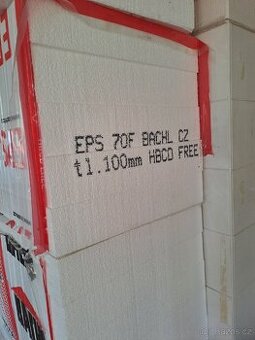 EPS 70F BACHL CZ
tl.100mm HBCD FREE